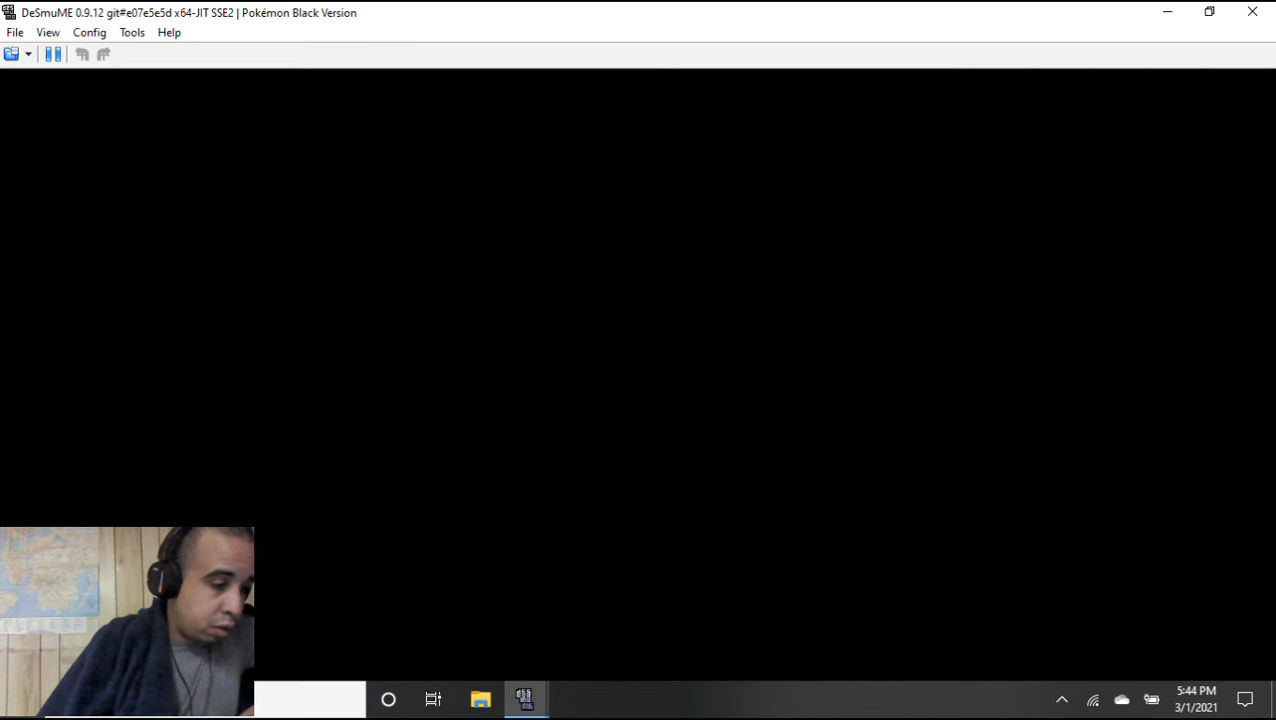 DeSmuME 0.9.12 git#e07e5e5d x64-JIT SSE2 | Pokémon Black Version
File View Config Tools Help
5:44 PM
3/1/2021